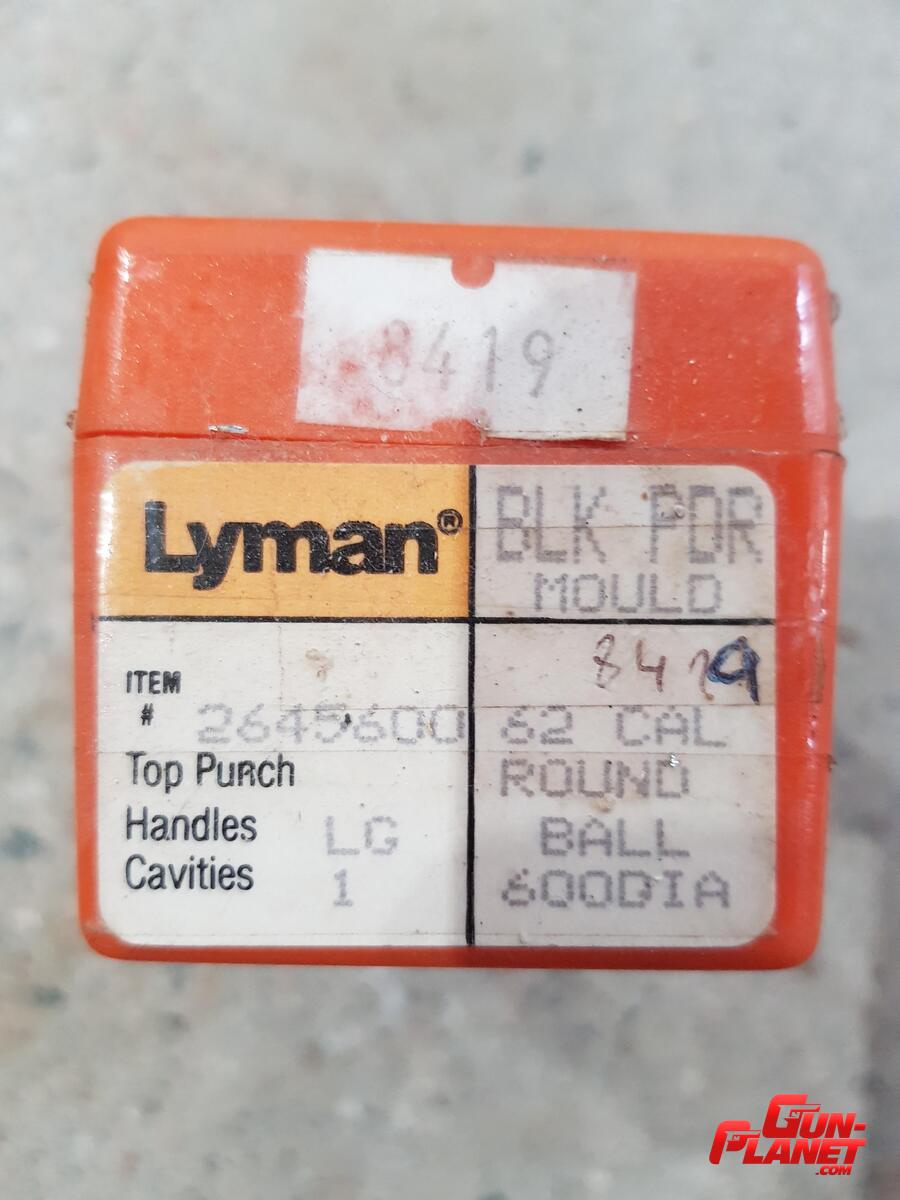 8419
Lyman®
BLK PDR
MOULD
8419
ITEM
# 2645600
62 CAL
Top Punch
ROUND
Handles LG
BALL
Cavities 1
600DIA
GUN-
PLANET
.COM